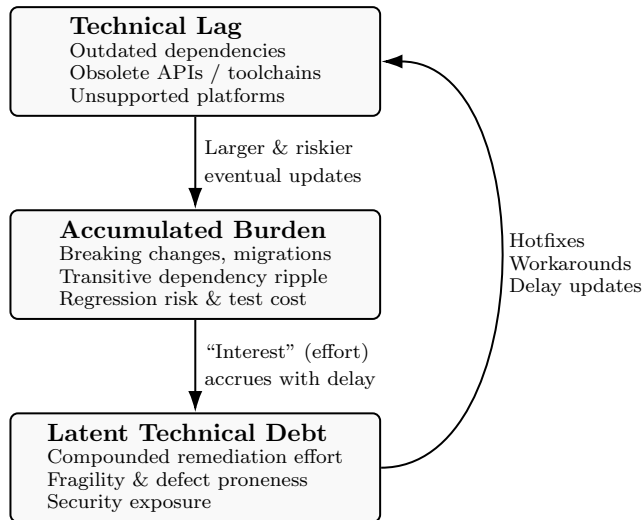 Technical Lag
Outdated dependencies
Obsolete APIs / toolchains
Unsupported platforms
Larger & riskier
eventual updates
Accumulated Burden
Breaking changes, migrations
Transitive dependency ripple
Regression risk & test cost
Hotfixes
Workarounds
Delay updates
“Interest” (effort)
accrues with delay
Latent Technical Debt
Compounded remediation effort
Fragility & defect proneness
Security exposure